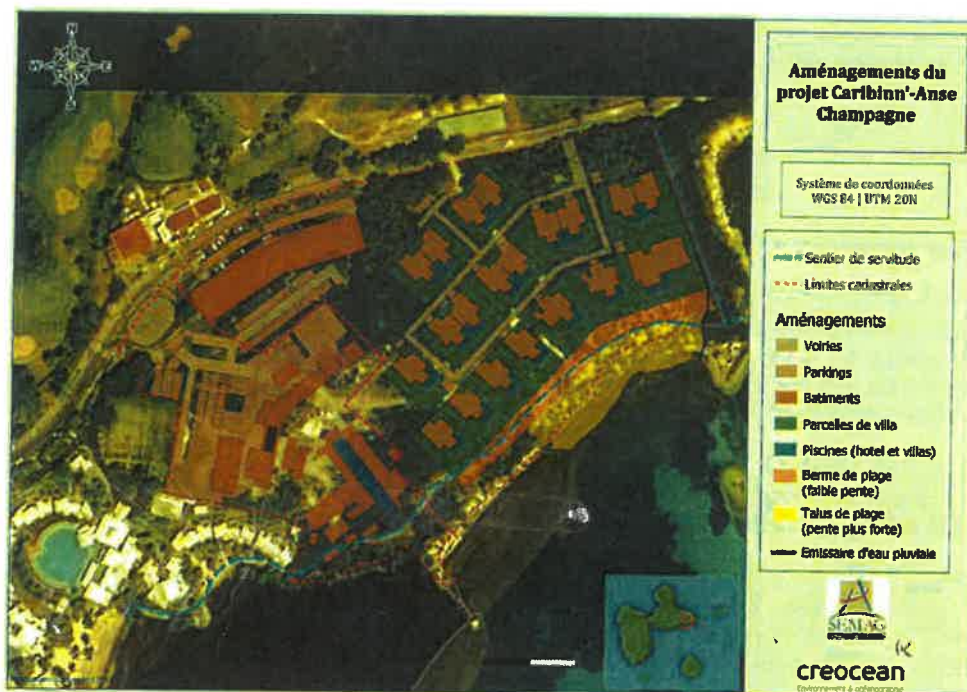 N
W
E
S
Aménagements du
projet Caribinn'-Anse
Champagne
Système de coordonnées
WGS 84 | UTM 20N
Sentier de servitude
Limites cadastrales
Aménagements
Voiries
Parkings
Batiments
Parcelles de villa
Piscines (hotel et villas)
Berme de plage
(faible pente)
Talus de plage
(pente plus forte)
Emissaire d'eau pluviale
SEMAG
creocean
Environnement & océanographie